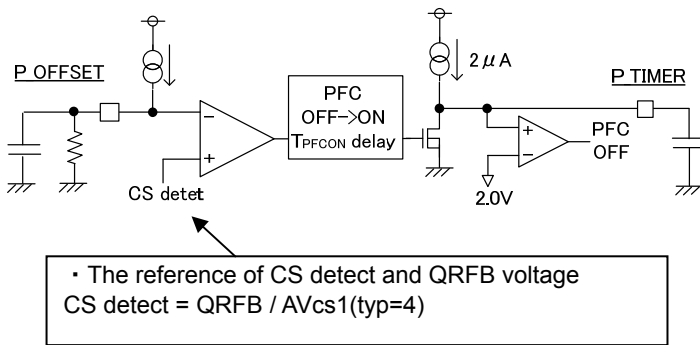 P OFFSET
2μA
P TIMER
PFC
OFF->ON
TPFCON delay
−
+
+
−
PFC
OFF
CS detet
2.0V
・The reference of CS detect and QRFB voltage
CS detect = QRFB / AVcs1(typ=4)